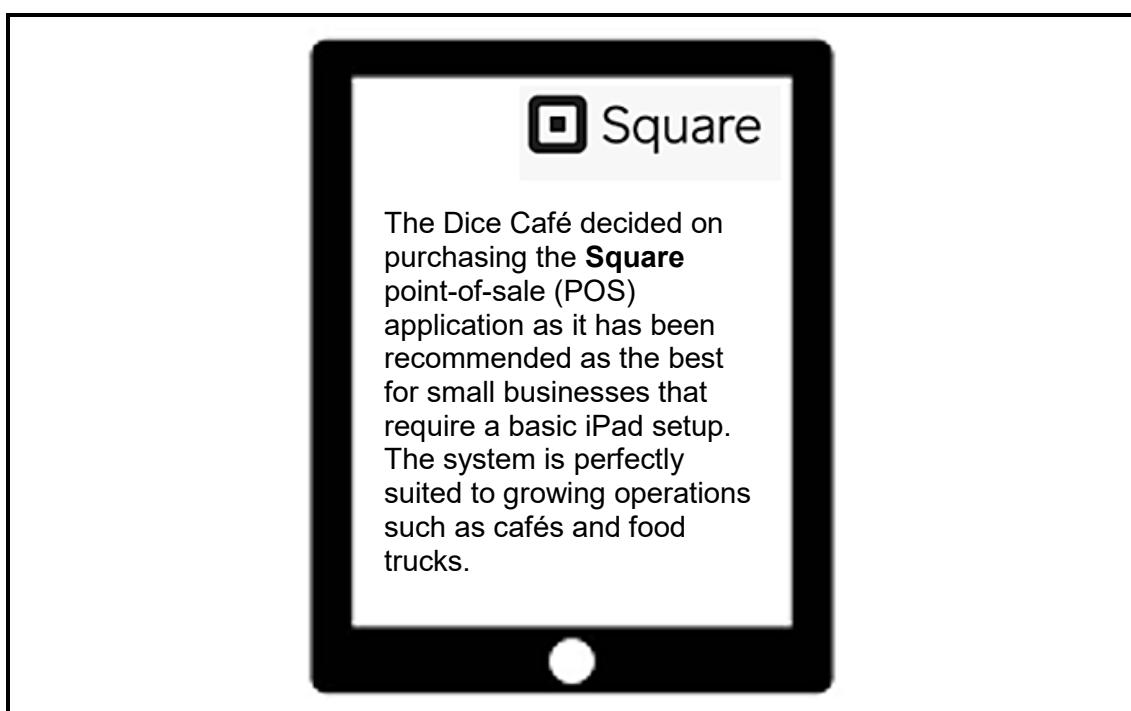 Square
The Dice Café decided on
purchasing the Square
point-of-sale (POS)
application as it has been
recommended as the best
for small businesses that
require a basic iPad setup.
The system is perfectly
suited to growing operations
such as cafés and food
trucks.